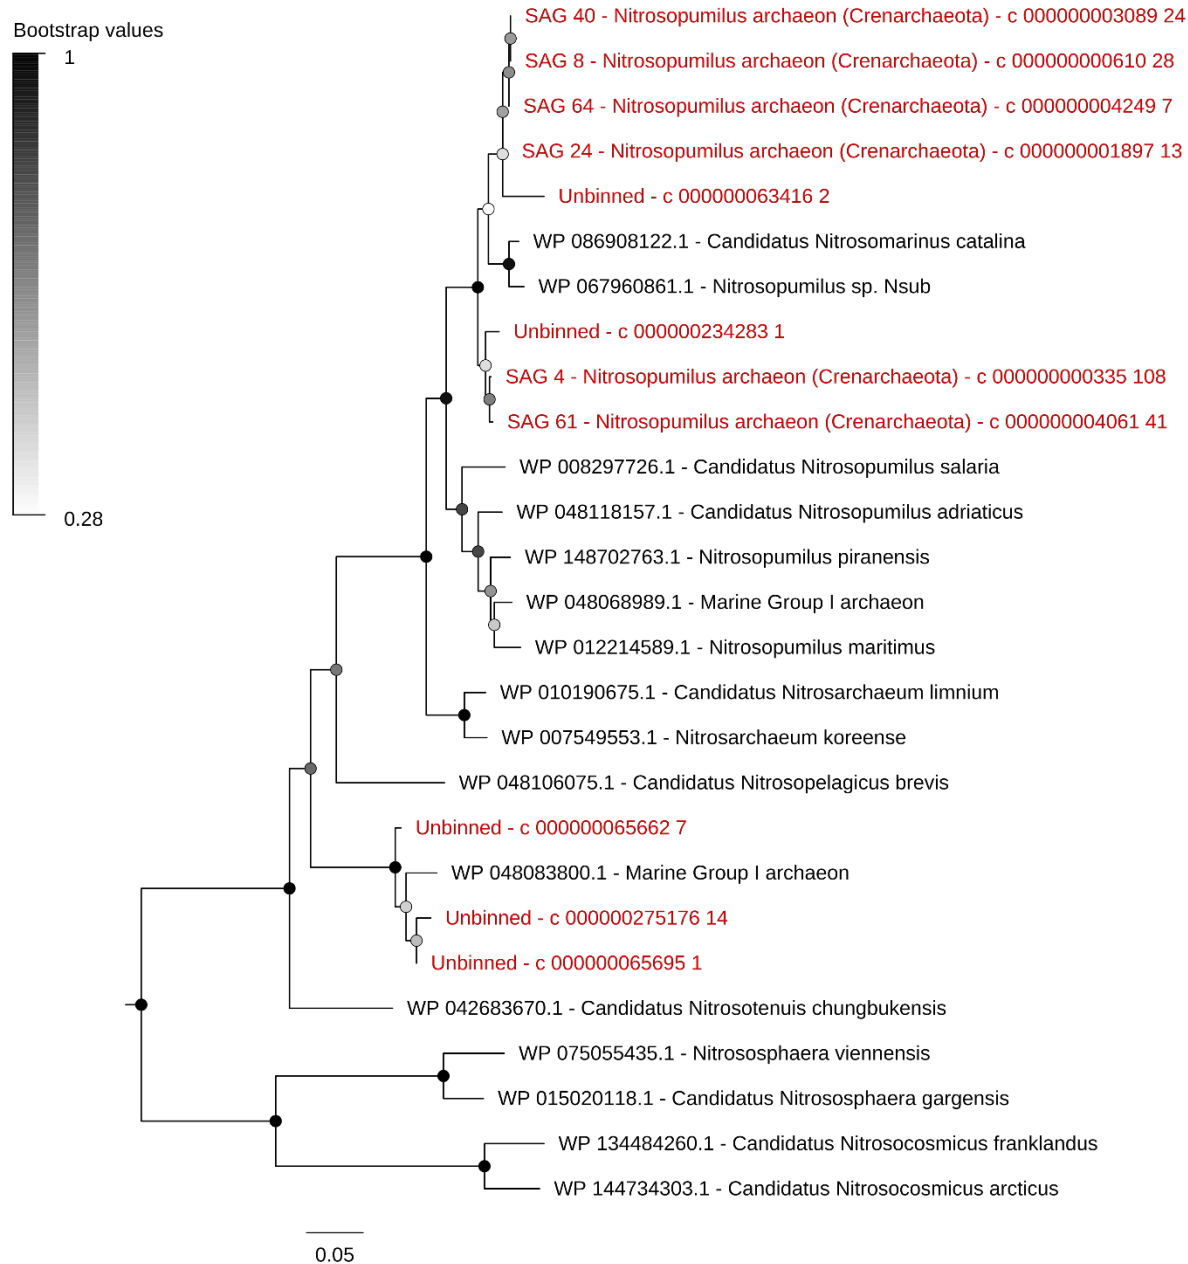 Bootstrap values
1
0.28
SAG 40 - Nitrosopumilus archaeon (Crenarchaeota) - c 000000003089 24
SAG 8 - Nitrosopumilus archaeon (Crenarchaeota) - c 000000000610 28
SAG 64 - Nitrosopumilus archaeon (Crenarchaeota) - c 000000004249 7
SAG 24 - Nitrosopumilus archaeon (Crenarchaeota) - c 000000001897 13
Unbinned - c 000000063416 2
WP 086908122.1 - Candidatus Nitrosomarinus catalina
WP 067960861.1 - Nitrosopumilus sp. Nsub
Unbinned - c 000000234283 1
SAG 4 - Nitrosopumilus archaeon (Crenarchaeota) - c 000000000335 108
SAG 61 - Nitrosopumilus archaeon (Crenarchaeota) - c 000000004061 41
WP 008297726.1 - Candidatus Nitrosopumilus salaria
WP 048118157.1 - Candidatus Nitrosopumilus adriaticus
WP 148702763.1 - Nitrosopumilus piranensis
WP 048068989.1 - Marine Group I archaeon
WP 012214589.1 - Nitrosopumilus maritimus
WP 010190675.1 - Candidatus Nitrosarchaeum limnium
WP 007549553.1 - Nitrosarchaeum koreense
WP 048106075.1 - Candidatus Nitrosopelagicus brevis
Unbinned - c 000000065662 7
WP 048083800.1 - Marine Group I archaeon
Unbinned - c 000000275176 14
Unbinned - c 000000065695 1
WP 042683670.1 - Candidatus Nitrosotenuis chungbukensis
WP 075055435.1 - Nitrososphaera viennensis
WP 015020118.1 - Candidatus Nitrososphaera gargensis
WP 134484260.1 - Candidatus Nitrosocosmicus franklandus
WP 144734303.1 - Candidatus Nitrosocosmicus arcticus
0.05